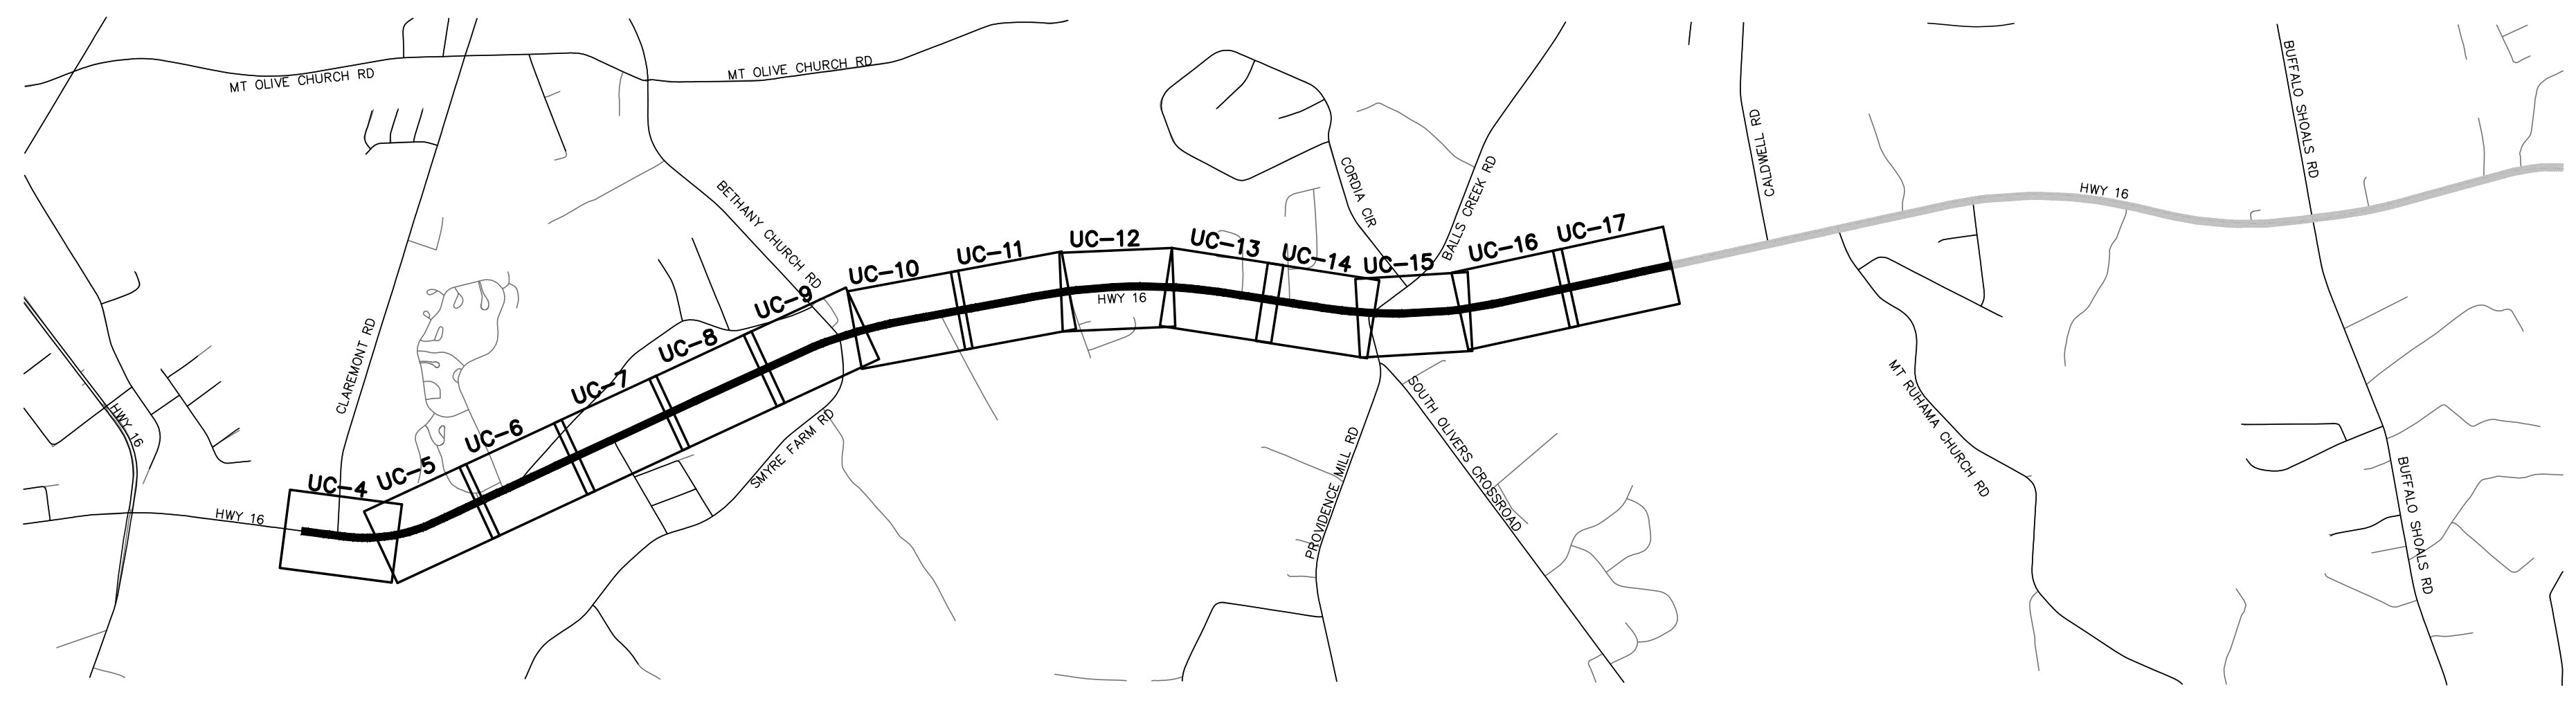 MT OLIVE CHURCH RD
MT OLIVE CHURCH RD
BUFFALO SHOALS RD
CALDWELL RD
CORDIA CIR
BALLS CREEK RD
BETHANY CHURCH RD
HWY 16
UC-17
UC-16
UC-15
UC-14
UC-13
UC-12
UC-11
UC-10
UC-9
HWY 16
UC-8
UC-7
CLAREMONT RD
UC-6
UC-5
UC-4
HWY 16
HWY 16
SMYRE FARM RD
PROVIDENCE MILL RD
SOUTH OLIVERS CROSSROAD
MT RUHAMA CHURCH RD
BUFFALO SHOALS RD